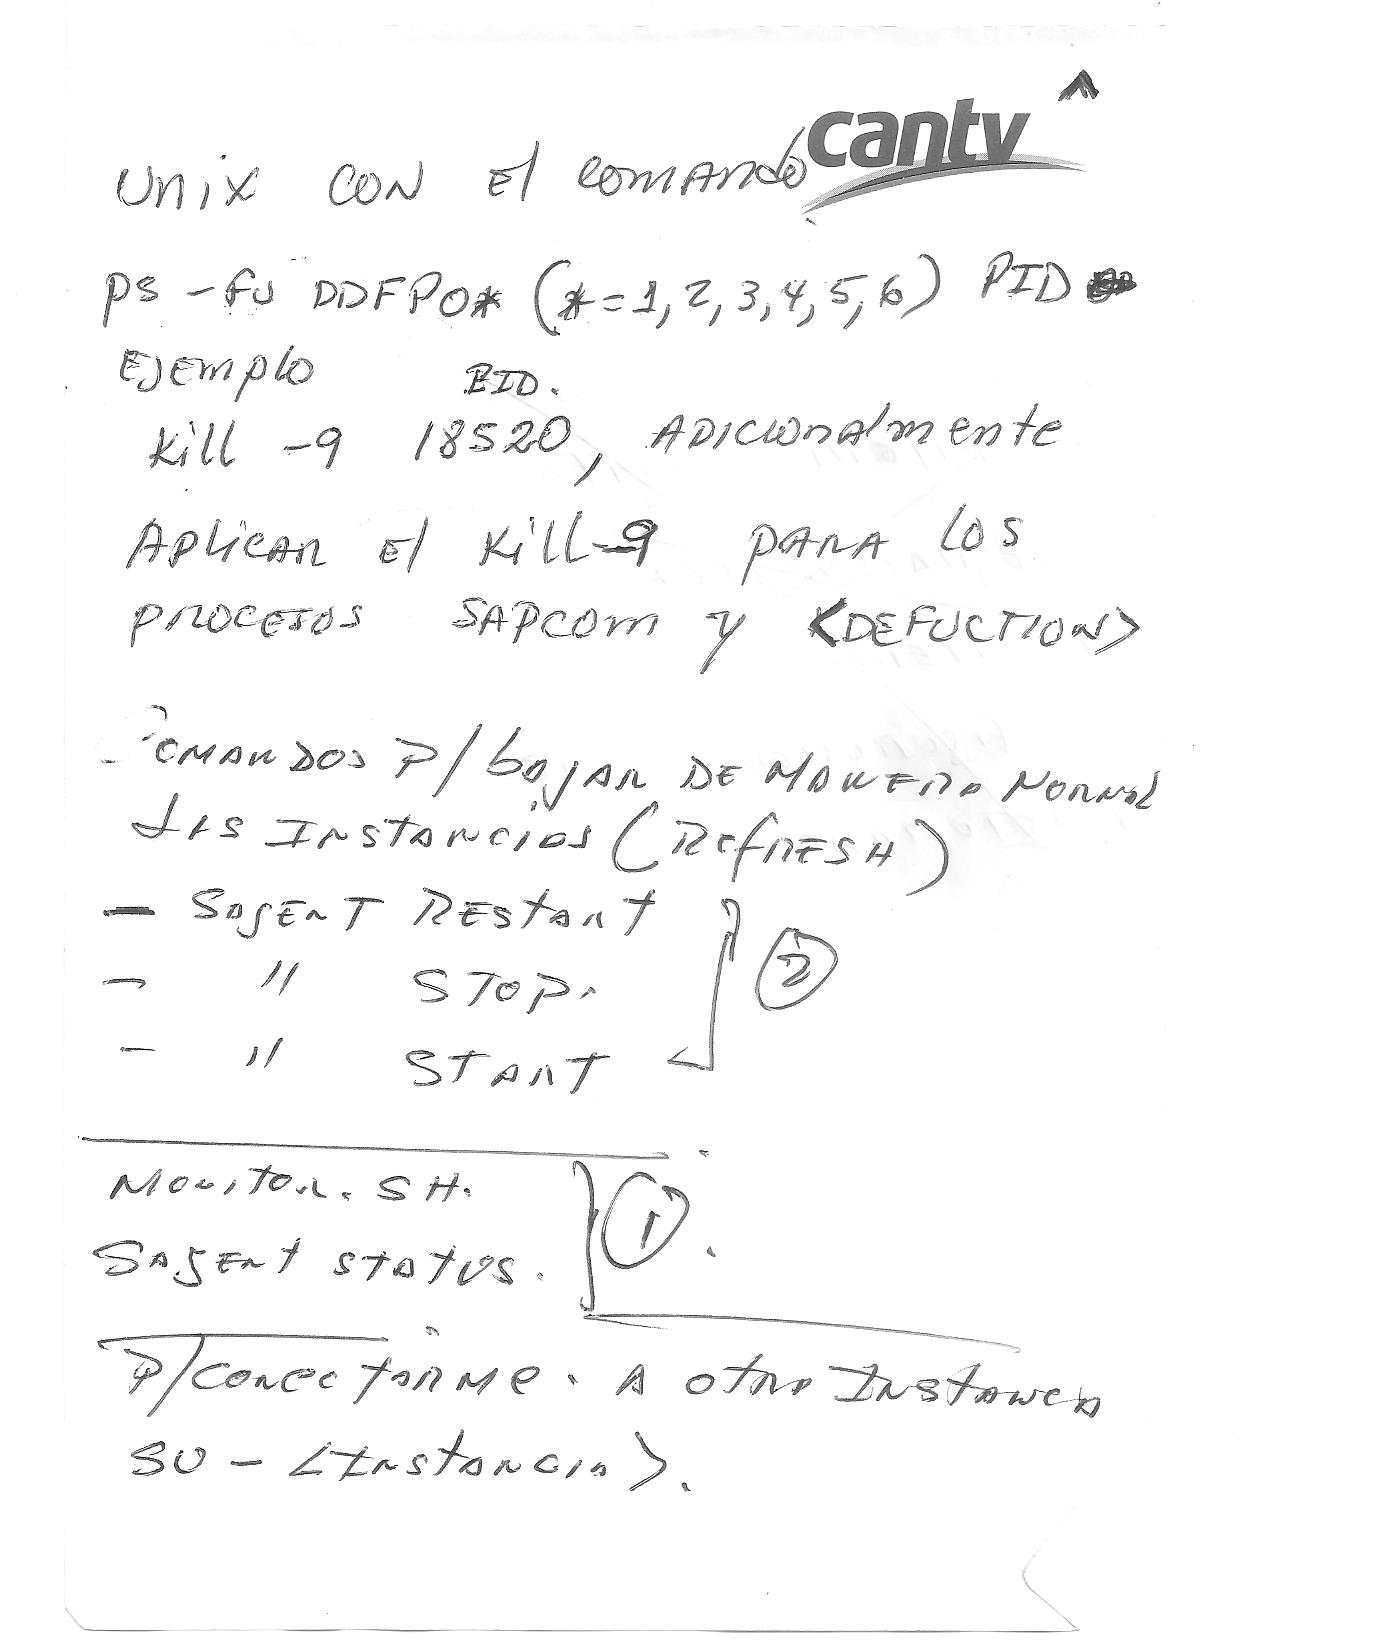 cantv
Unix CON El COMANDO
PS -fu DDFPO* (*=1,2,3,4,5,6) PID
EJEmplo PID.
Kill -9 18520, ADICIONAlmente
APliCAR El Kill-9 PARA LOS
PROCESOS SAPCOM y <DEFUCTION>
COMANDOS P/ bajAR DE MANERA NORMAL
LAS INSTANCIAS (REfRESH)
- SAgENT REStARt
- " STOP.
- " START ②
MONitOR. SH.
SAgENt StAtUS. ①.
P/CONECtARMe. A OtRA INStANCIA
SU - <INStANCIA>.